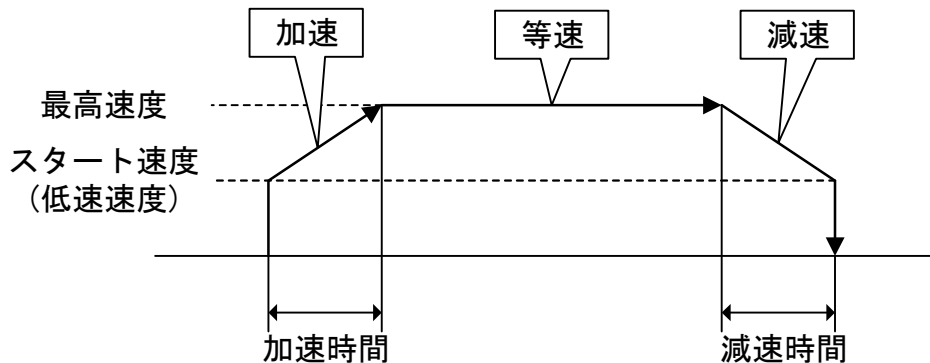 加速
等速
減速
最高速度
スタート速度
（低速速度）
加速時間
減速時間